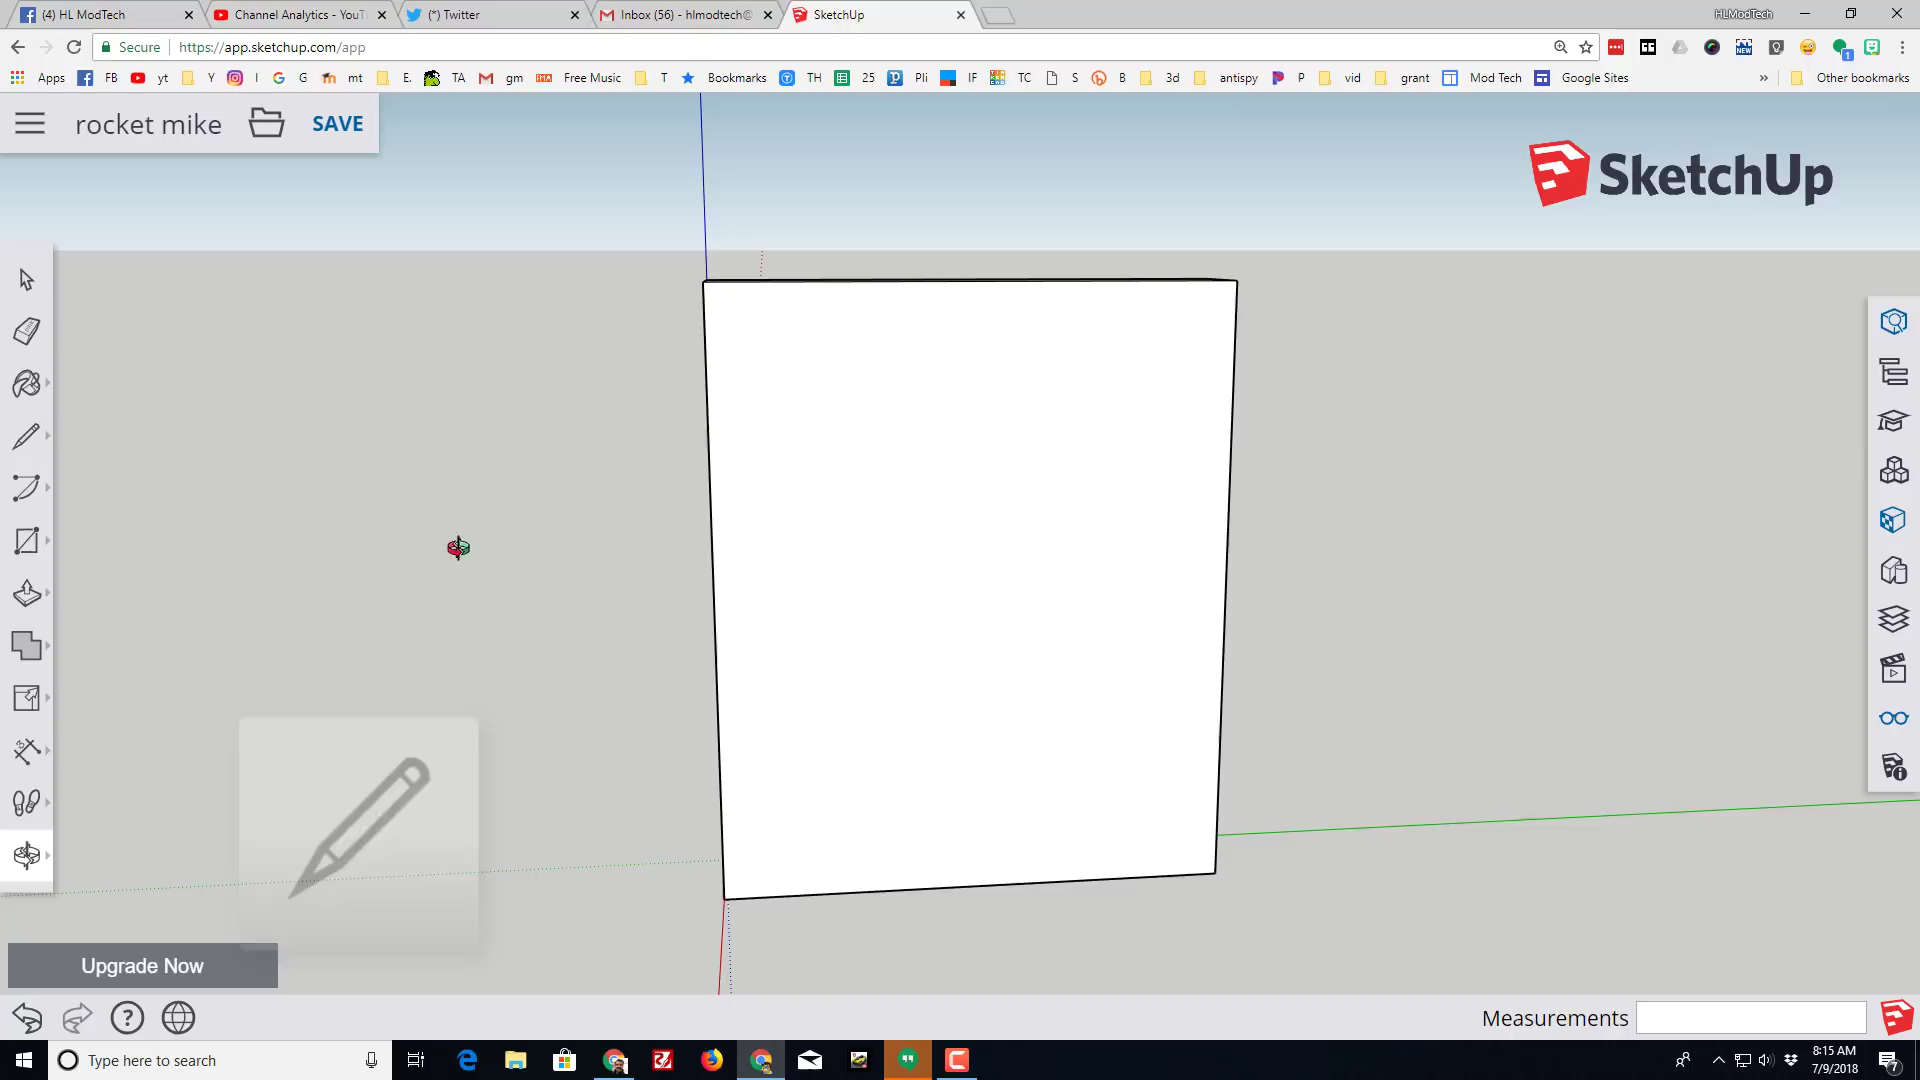 (4) HL ModTech
Channel Analytics - YouT
(*) Twitter
Inbox (56) - hlmodtech@
SketchUp
HLModTech
Secure
https://app.sketchup.com/app
Apps FB yt Y I G mt E. TA gm Free Music T Bookmarks TH 25 Pli IF TC S B 3d antispy P vid grant Mod Tech Google Sites » Other bookmarks
rocket mike
SAVE
SketchUp
Upgrade Now
Measurements
Type here to search
8:15 AM
7/9/2018